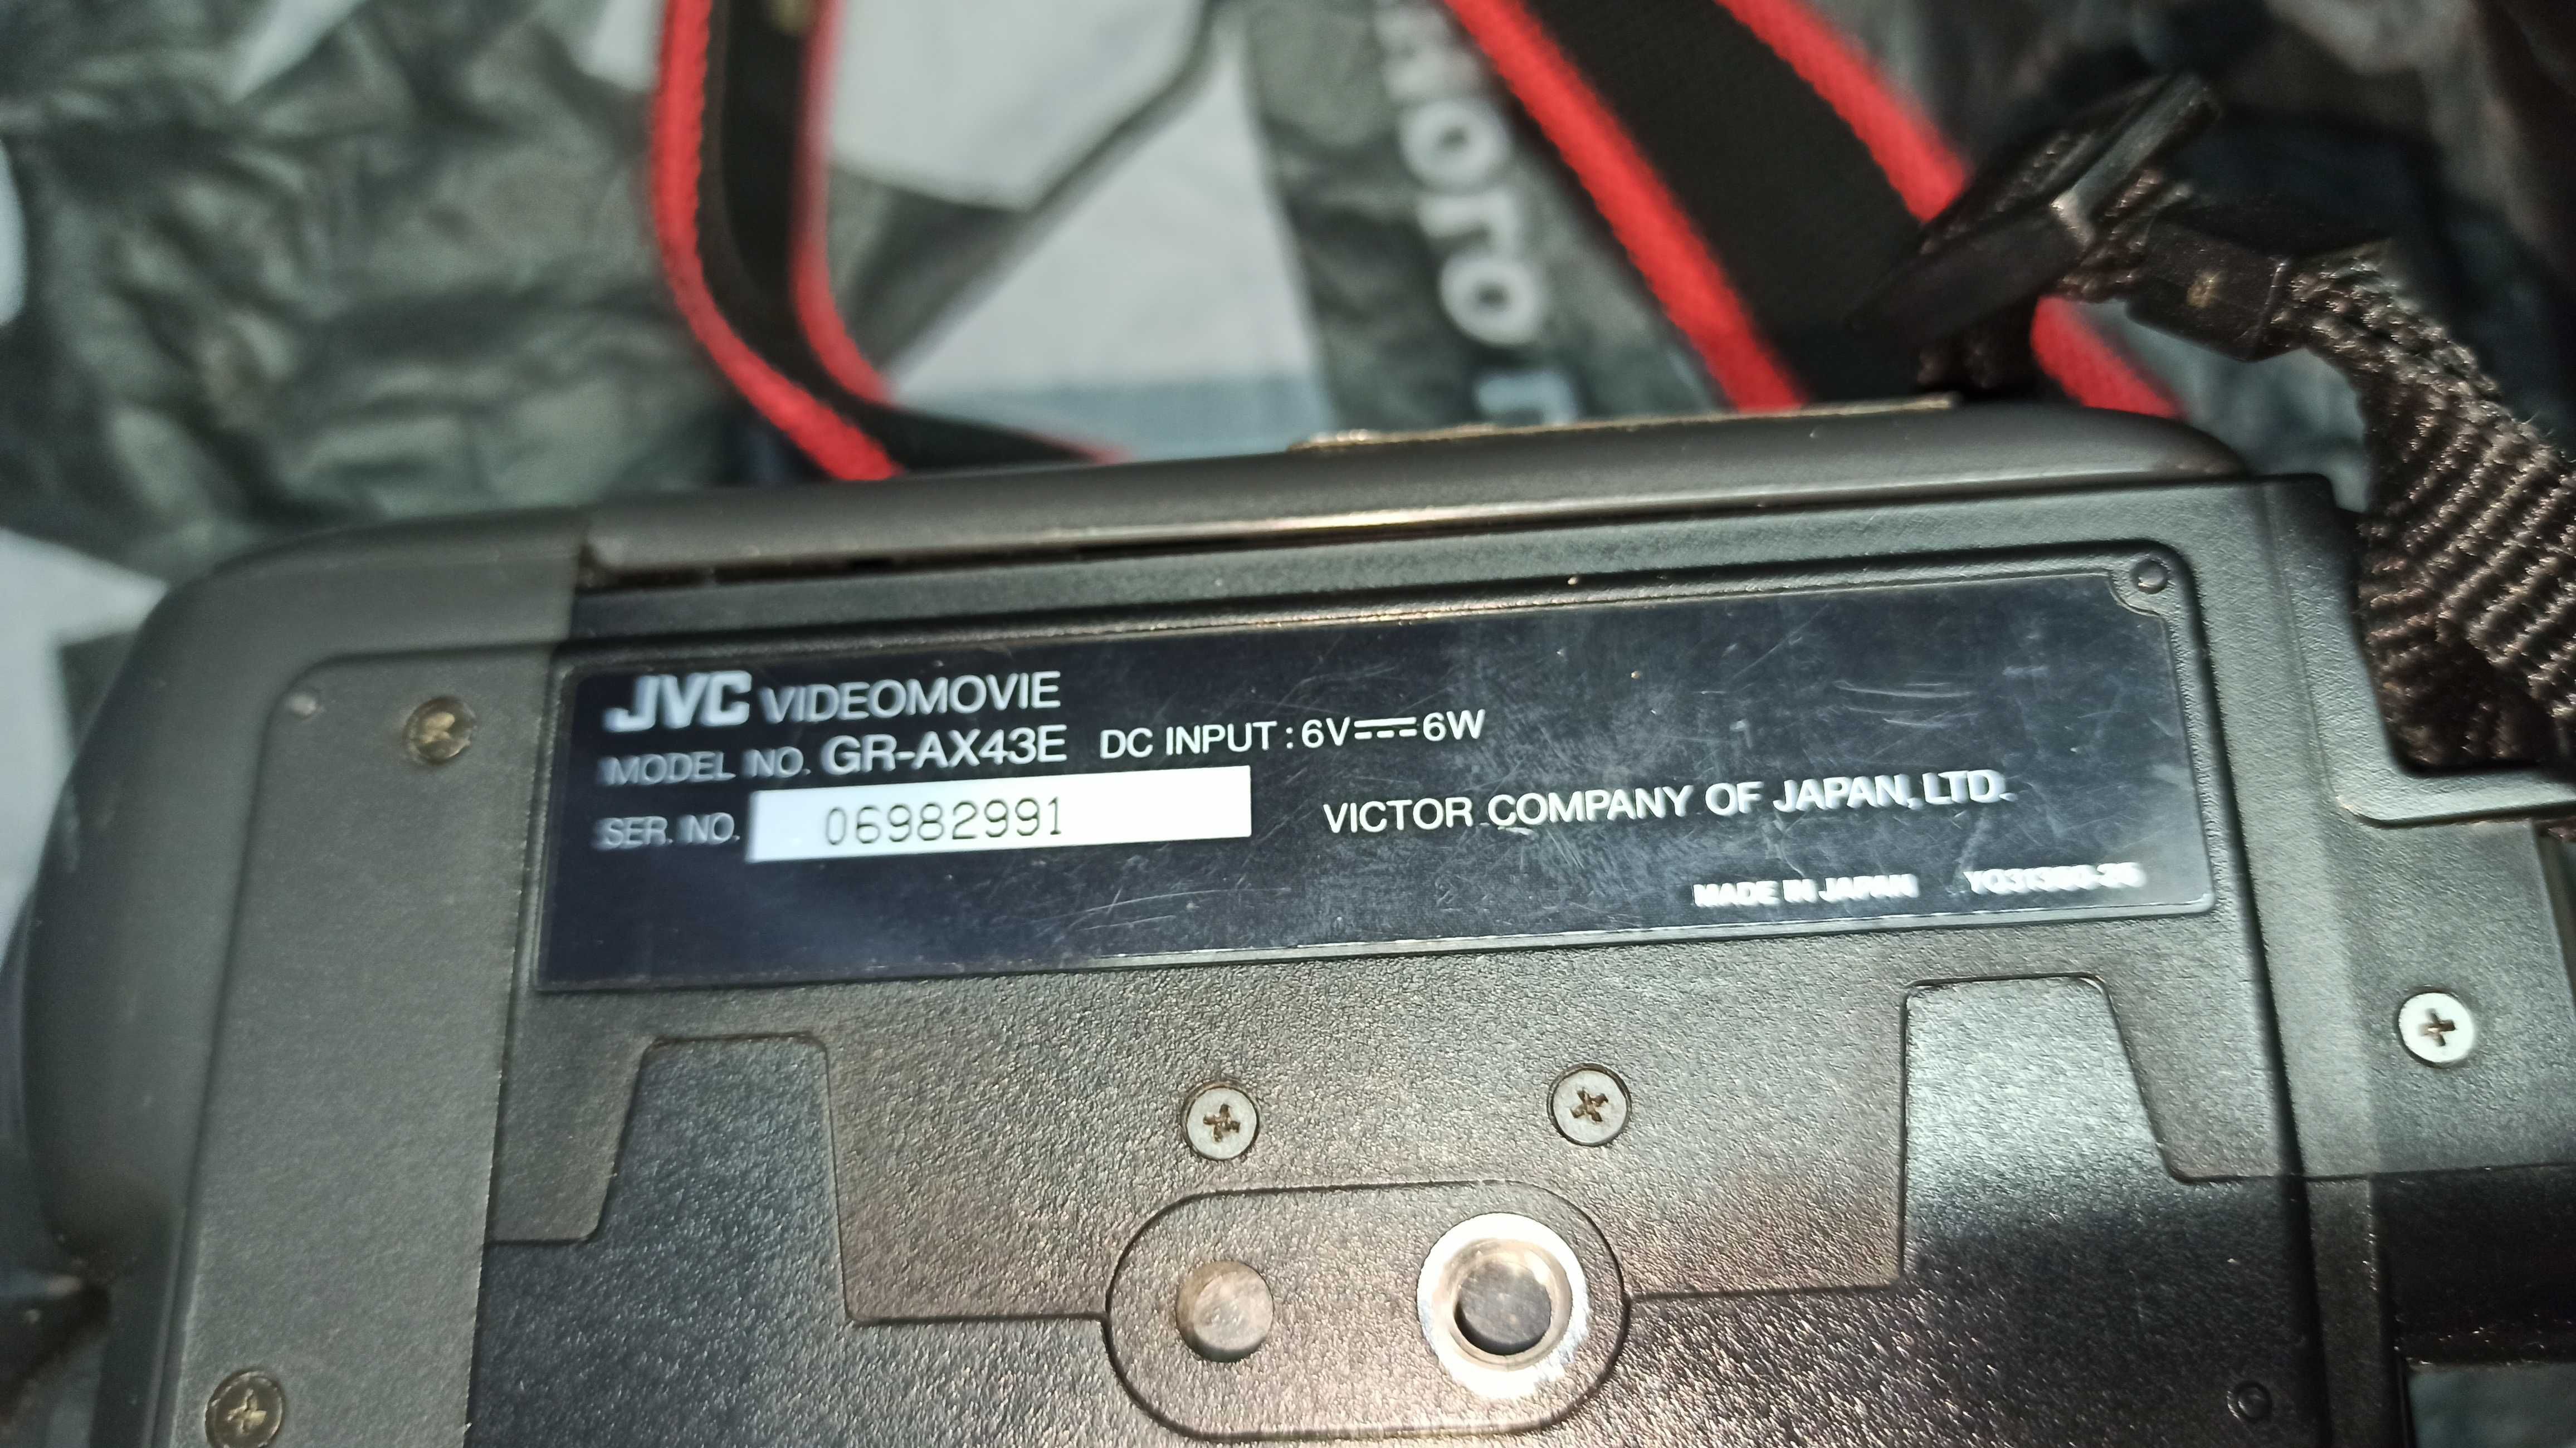 JVC VIDEOMOVIE
MODEL NO. GR-AX43E DC INPUT : 6V⎓6W
SER. NO. 06982991
VICTOR COMPANY OF JAPAN, LTD.
MADE IN JAPAN